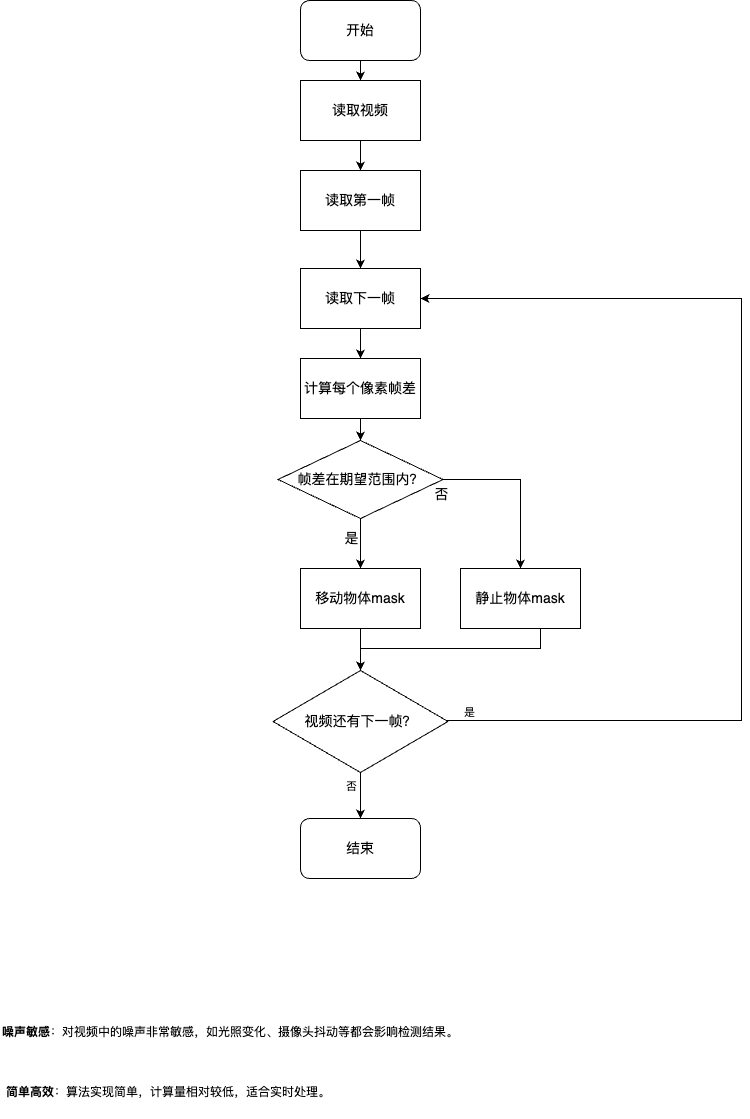 开始
读取视频
读取第一帧
读取下一帧
计算每个像素帧差
帧差在期望范围内?
否
是
移动物体mask
静止物体mask
视频还有下一帧?
是
否
结束
噪声敏感：对视频中的噪声非常敏感，如光照变化、摄像头抖动等都会影响检测结果。
简单高效：算法实现简单，计算量相对较低，适合实时处理。